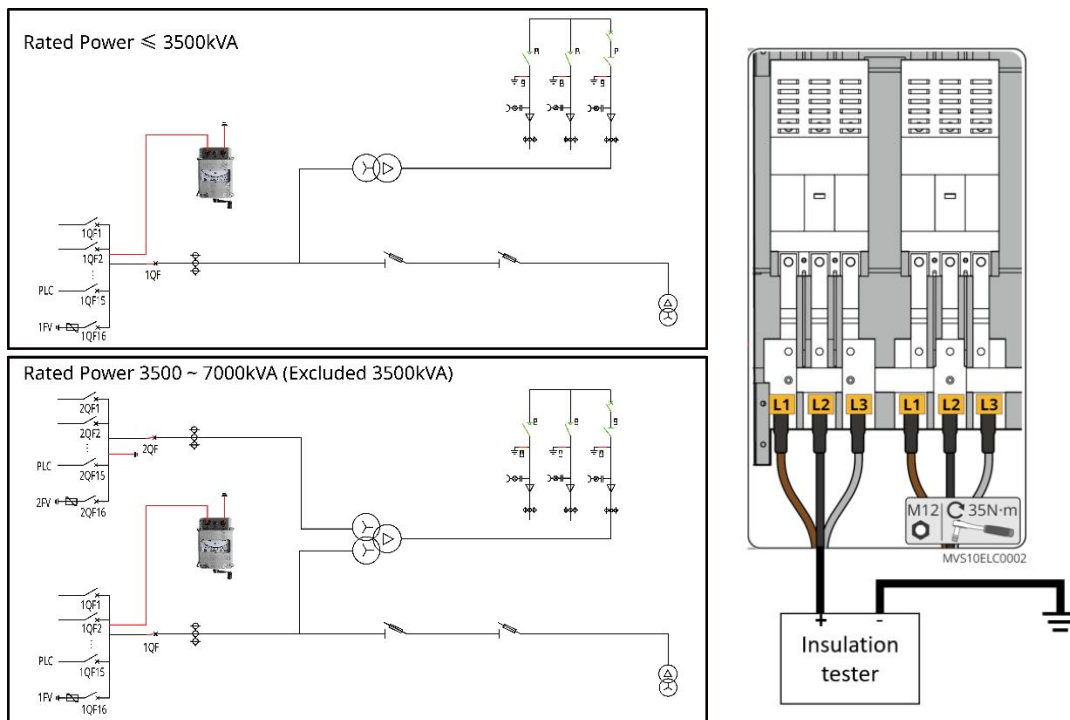 Rated Power ≤ 3500kVA
1QF1
1QF2
1QF
PLC
1QF15
1FV
1QF16
Rated Power 3500 ~ 7000kVA (Excluded 3500kVA)
2QF1
2QF2
2QF
PLC
2QF15
2FV
2QF16
1QF1
1QF2
1QF
PLC
1QF15
1FV
1QF16
L1 L2 L3 L1 L2 L3
M12 35N·m
MVS10ELC0002
+ -
Insulation
tester